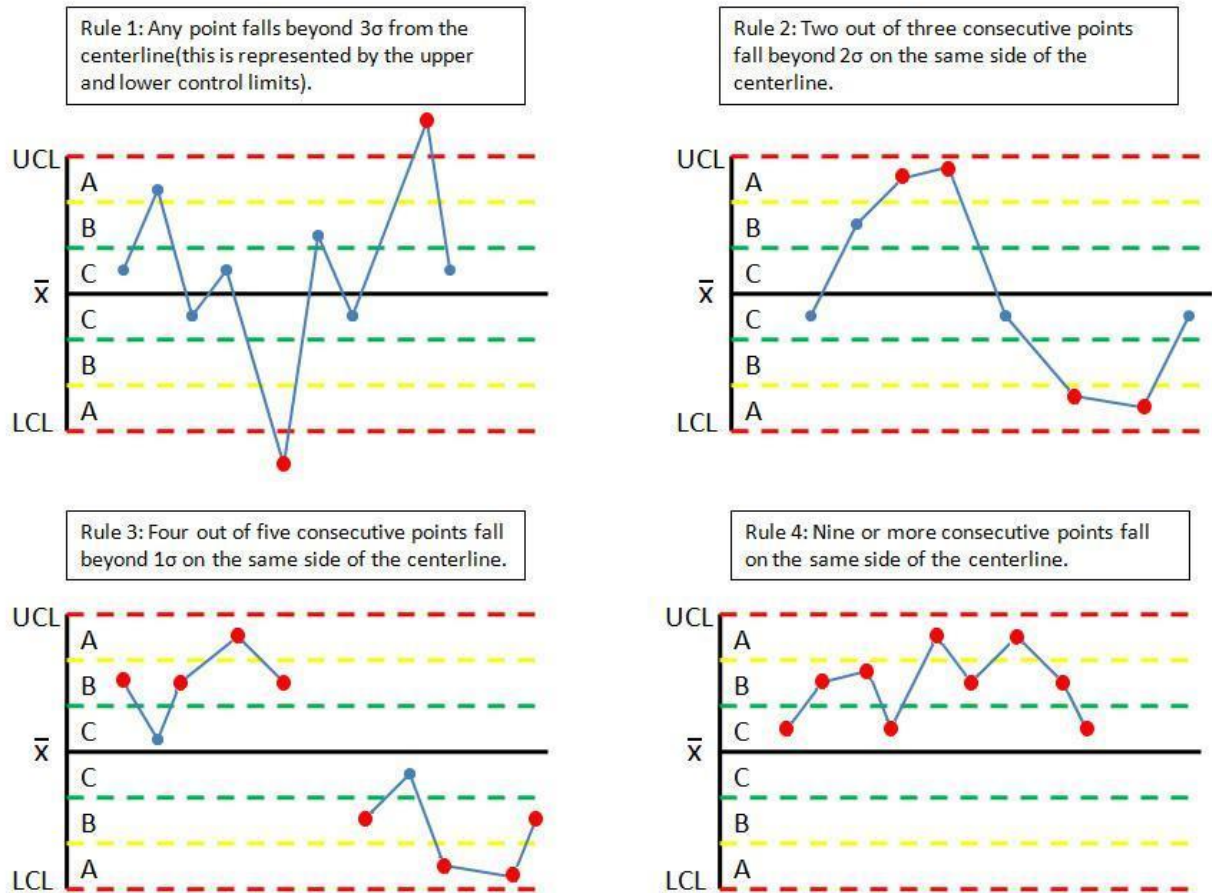 Rule 1: Any point falls beyond 3σ from the
centerline(this is represented by the upper
and lower control limits).
UCL
A
B
C
x̄
C
B
A
LCL
Rule 2: Two out of three consecutive points
fall beyond 2σ on the same side of the
centerline.
UCL
A
B
C
x̄
C
B
A
LCL
Rule 3: Four out of five consecutive points fall
beyond 1σ on the same side of the centerline.
UCL
A
B
C
x̄
C
B
A
LCL
Rule 4: Nine or more consecutive points fall
on the same side of the centerline.
UCL
A
B
C
x̄
C
B
A
LCL